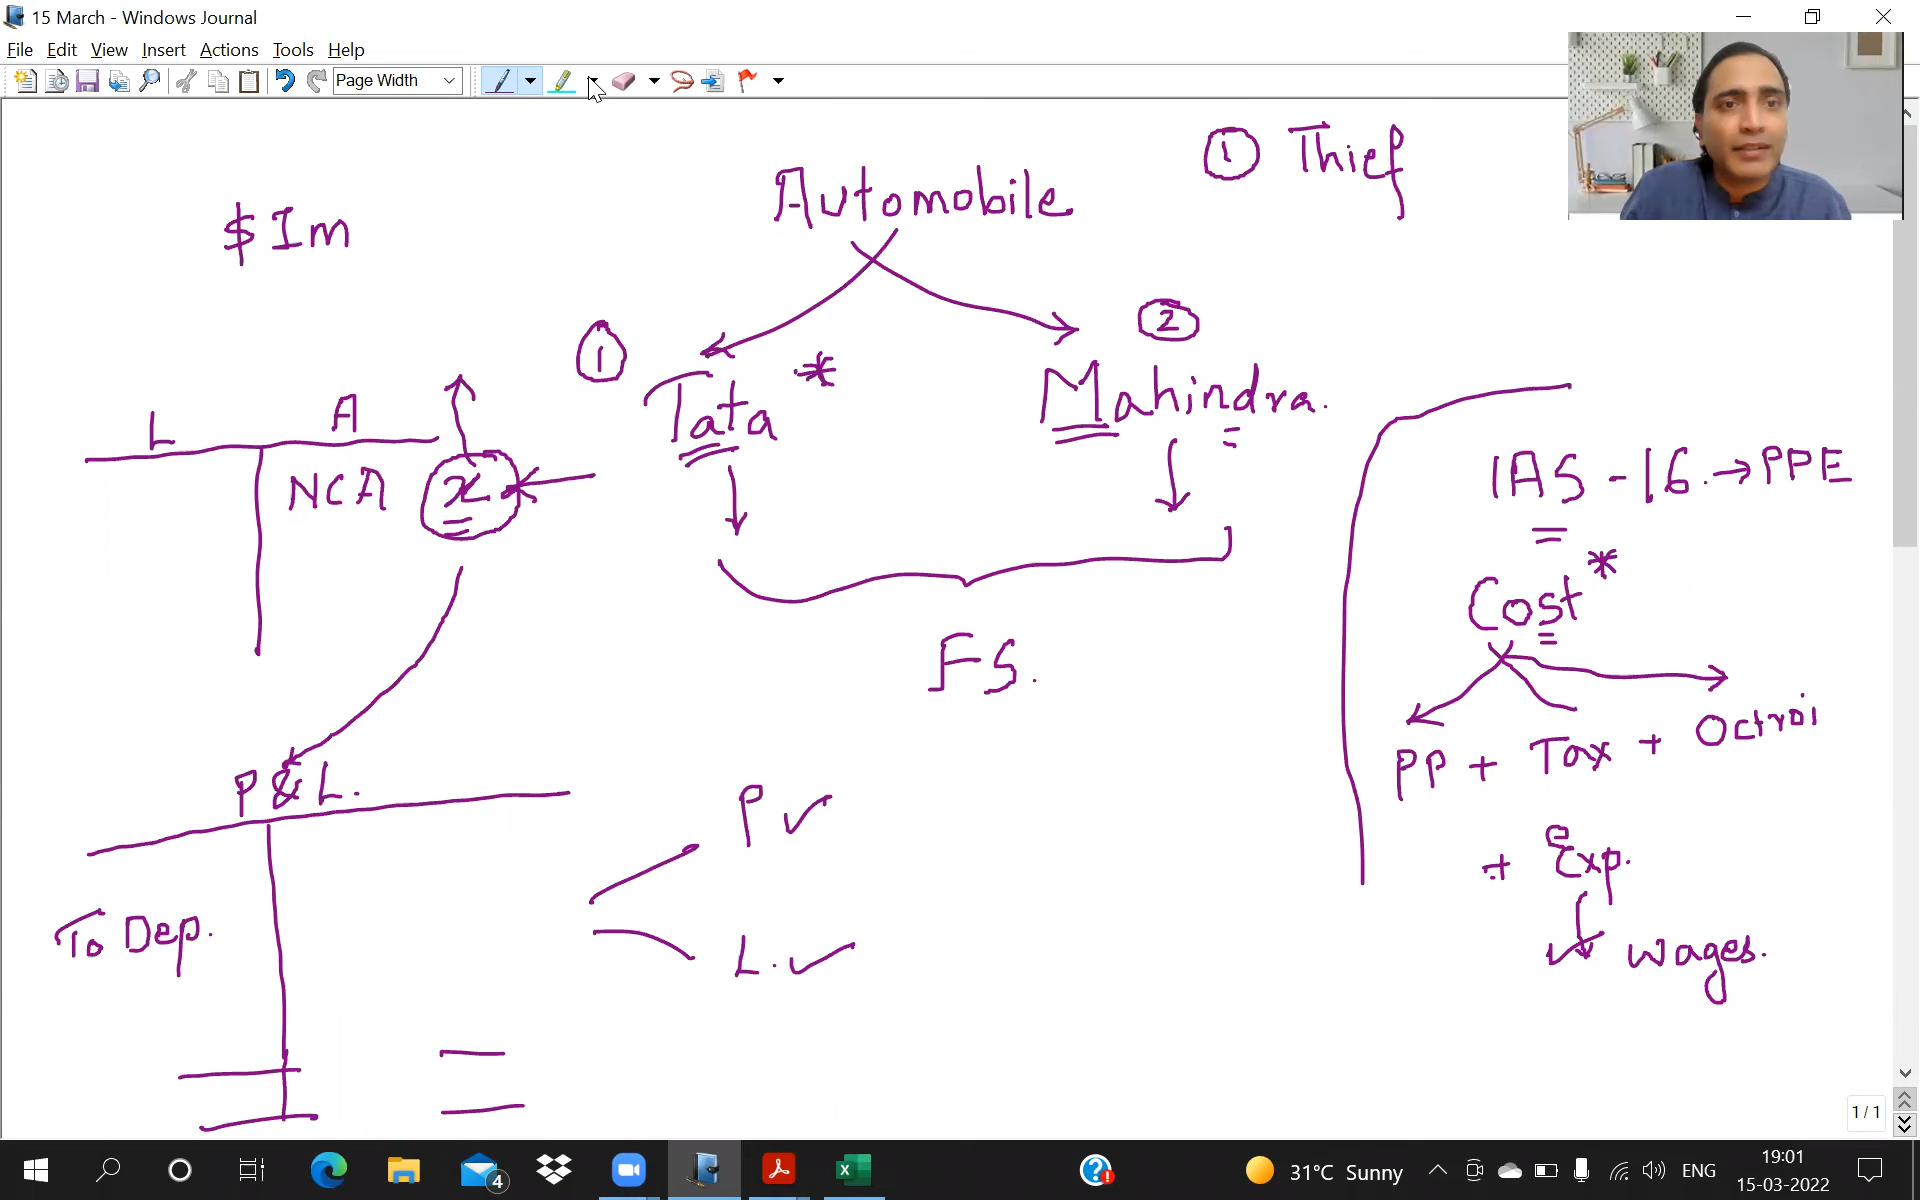 15 March - Windows Journal
File Edit View Insert Actions Tools Help
Page Width
① Thief
Automobile
$ 1m
①
Tata *
②
Mahindra.
L A
NCA x
FS.
IAS - 16. → PPE
Cost *
PP + Tax + Octroi
+ Exp.
wages.
P & L.
To Dep.
P ✓
L. ✓
1 / 1
4
31°C Sunny
ENG
19:01
15-03-2022